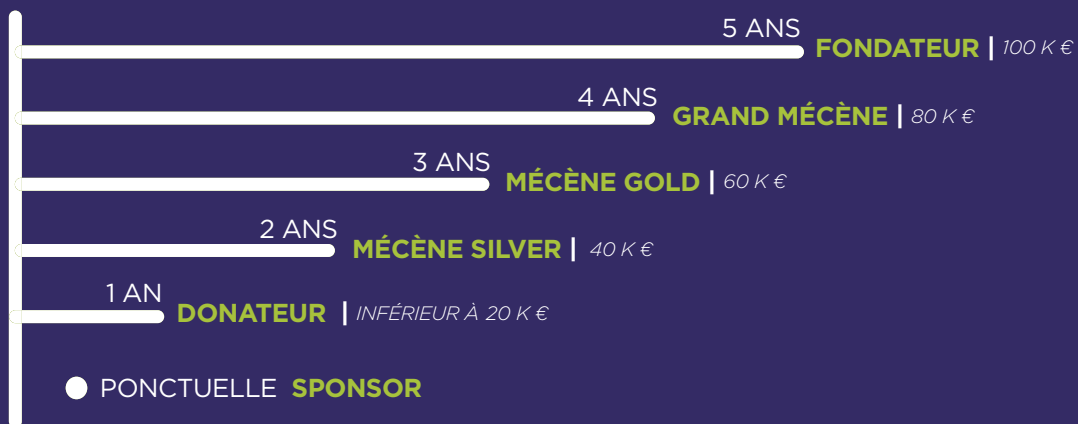 5 ANS
FONDATEUR | 100 K €
4 ANS
GRAND MÉCÈNE | 80 K €
3 ANS
MÉCÈNE GOLD | 60 K €
2 ANS
MÉCÈNE SILVER | 40 K €
1 AN
DONATEUR | INFÉRIEUR À 20 K €
PONCTUELLE SPONSOR